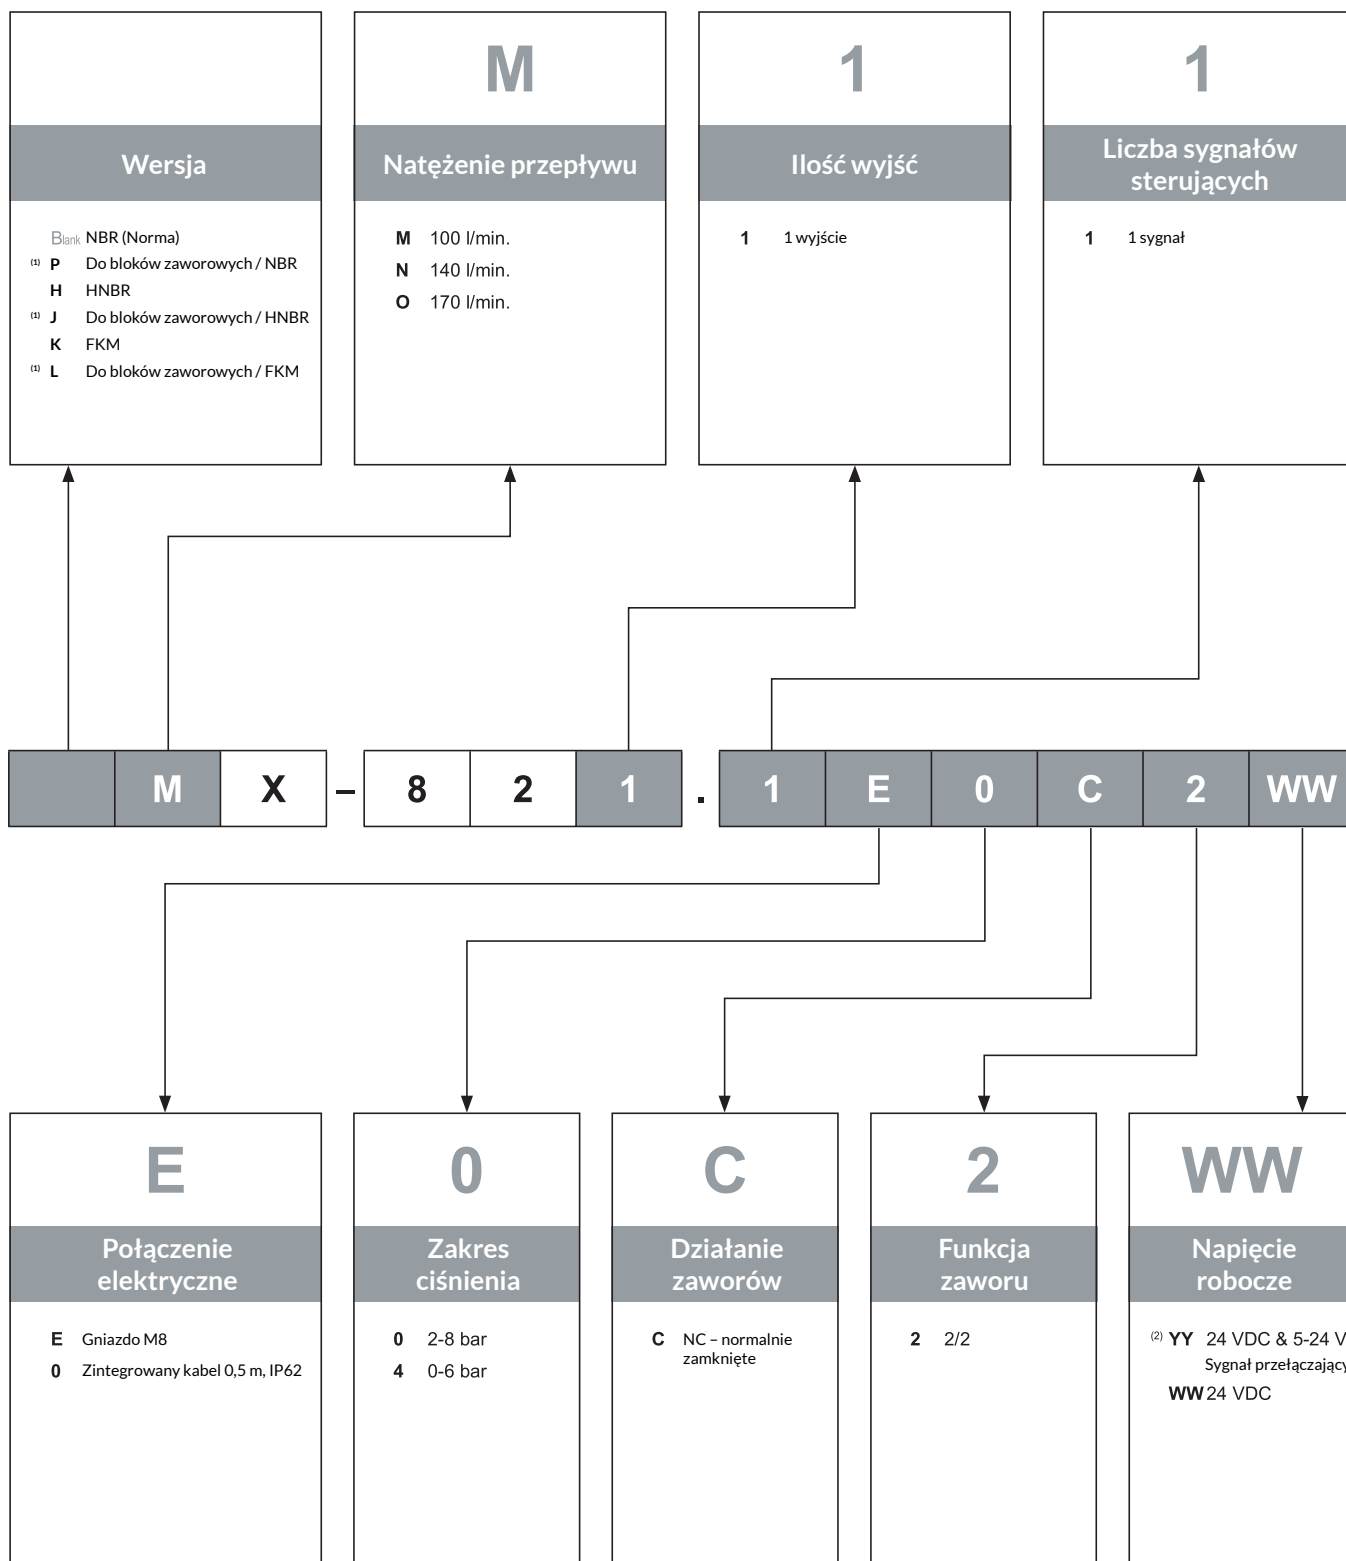 M
1
1
Wersja
Natężenie przepływu
Ilość wyjść
Liczba sygnałów
sterujących
Blank NBR (Norma)
(1) P Do bloków zaworowych / NBR
H HNBR
(1) J Do bloków zaworowych / HNBR
K FKM
(1) L Do bloków zaworowych / FKM
M 100 l/min.
N 140 l/min.
O 170 l/min.
1 1 wyjście
1 1 sygnał
M X – 8 2 1 . 1 E 0 C 2 WW
E
0
C
2
WW
Połączenie
elektryczne
Zakres
ciśnienia
Działanie
zaworów
Funkcja
zaworu
Napięcie
robocze
E Gniazdo M8
0 Zintegrowany kabel 0,5 m, IP62
0 2-8 bar
4 0-6 bar
C NC – normalnie
zamknięte
2 2/2
(2) YY 24 VDC & 5-24 V
Sygnał przełączający
WW 24 VDC